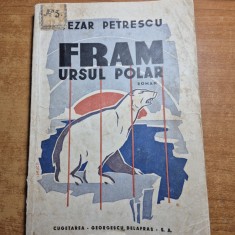 EZAR PETRESCU
FRAM
URSUL POLAR
ROMAN
CUGETAREA - GEORGESCU DELAFRAS - S. A.